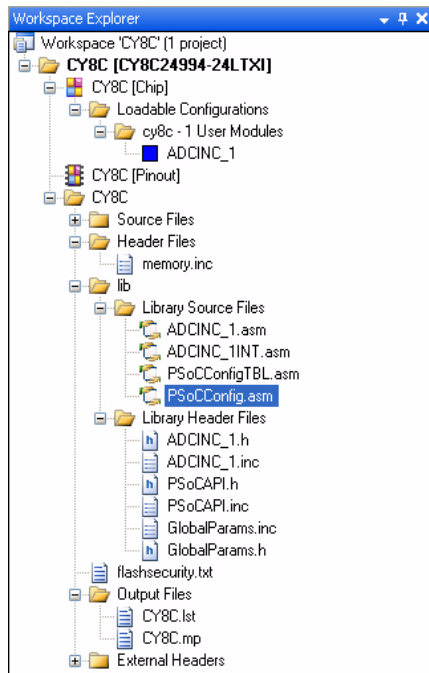 Workspace Explorer
Workspace 'CY8C' (1 project)
CY8C [CY8C24994-24LTXI]
CY8C [Chip]
Loadable Configurations
cy8c - 1 User Modules
ADCINC_1
CY8C [Pinout]
CY8C
Source Files
Header Files
memory.inc
lib
Library Source Files
ADCINC_1.asm
ADCINC_1INT.asm
PSoCConfigTBL.asm
PSoCConfig.asm
Library Header Files
ADCINC_1.h
ADCINC_1.inc
PSoCAPI.h
PSoCAPI.inc
GlobalParams.inc
GlobalParams.h
flashsecurity.txt
Output Files
CY8C.lst
CY8C.mp
External Headers